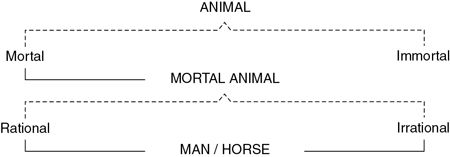 ANIMAL
Mortal Immortal
MORTAL ANIMAL
Rational Irrational
MAN / HORSE